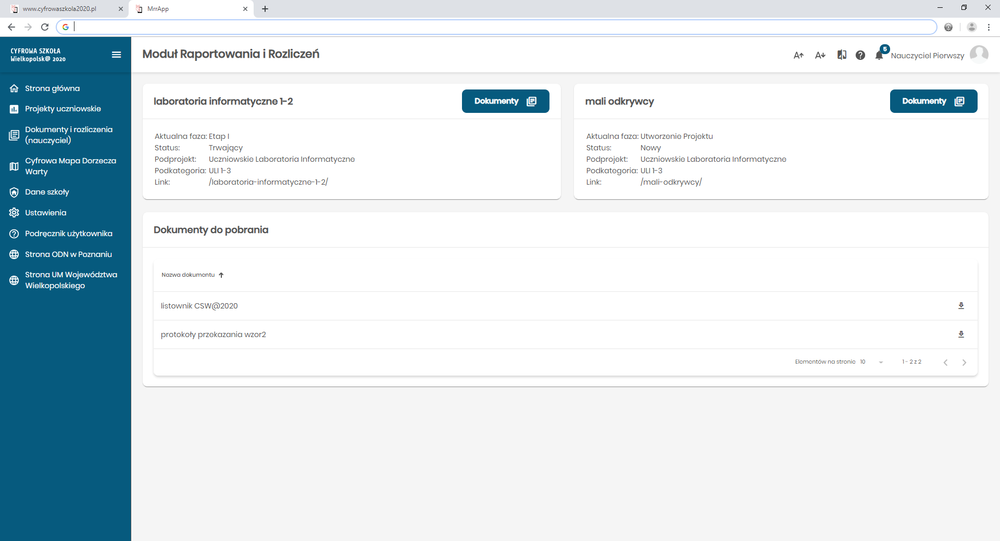 www.cyfrowaszkola2020.pl
MrrApp
CYFROWA SZKOŁA
Wielkopolsk@ 2020
Moduł Raportowania i Rozliczeń
5
Nauczyciel Pierwszy
Strona główna
Projekty uczniowskie
Dokumenty i rozliczenia
(nauczyciel)
Cyfrowa Mapa Dorzecza
Warty
Dane szkoły
Ustawienia
Podręcznik użytkownika
Strona ODN w Poznaniu
Strona UM Województwa
Wielkopolskiego
laboratoria informatyczne 1-2
Dokumenty
Aktualna faza: Etap I
Status: Trwający
Podprojekt: Uczniowskie Laboratoria Informatyczne
Podkategoria: ULI 1-3
Link: /laboratoria-informatyczne-1-2/
mali odkrywcy
Dokumenty
Aktualna faza: Utworzenie Projektu
Status: Nowy
Podprojekt: Uczniowskie Laboratoria Informatyczne
Podkategoria: ULI 1-3
Link: /mali-odkrywcy/
Dokumenty do pobrania
Nazwa dokumentu
listownik CSW@2020
protokoły przekazania wzor2
Elementów na stronie 10 1 - 2 z 2